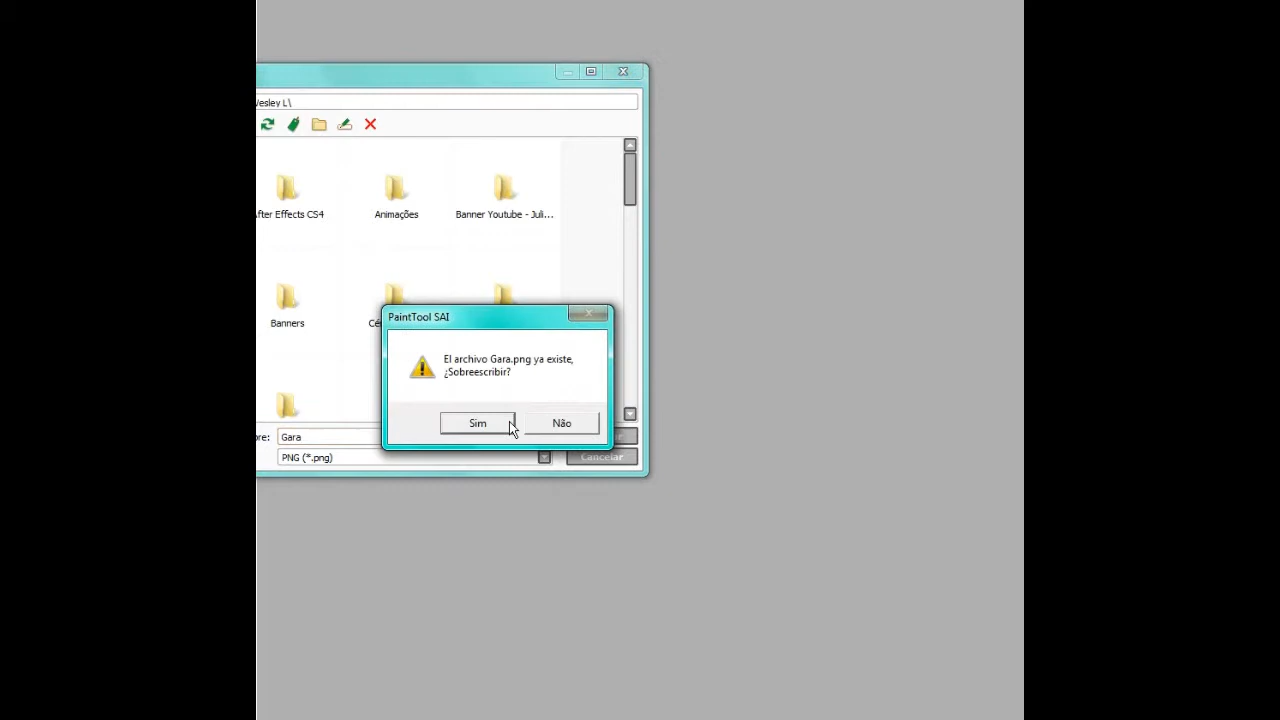 Vesley L\
After Effects CS4
Animações
Banner Youtube - Juli...
Banners
PaintTool SAI
El archivo Gara.png ya existe,
¿Sobreescribir?
Sim
Não
bre:
Gara
PNG (*.png)
Cancelar